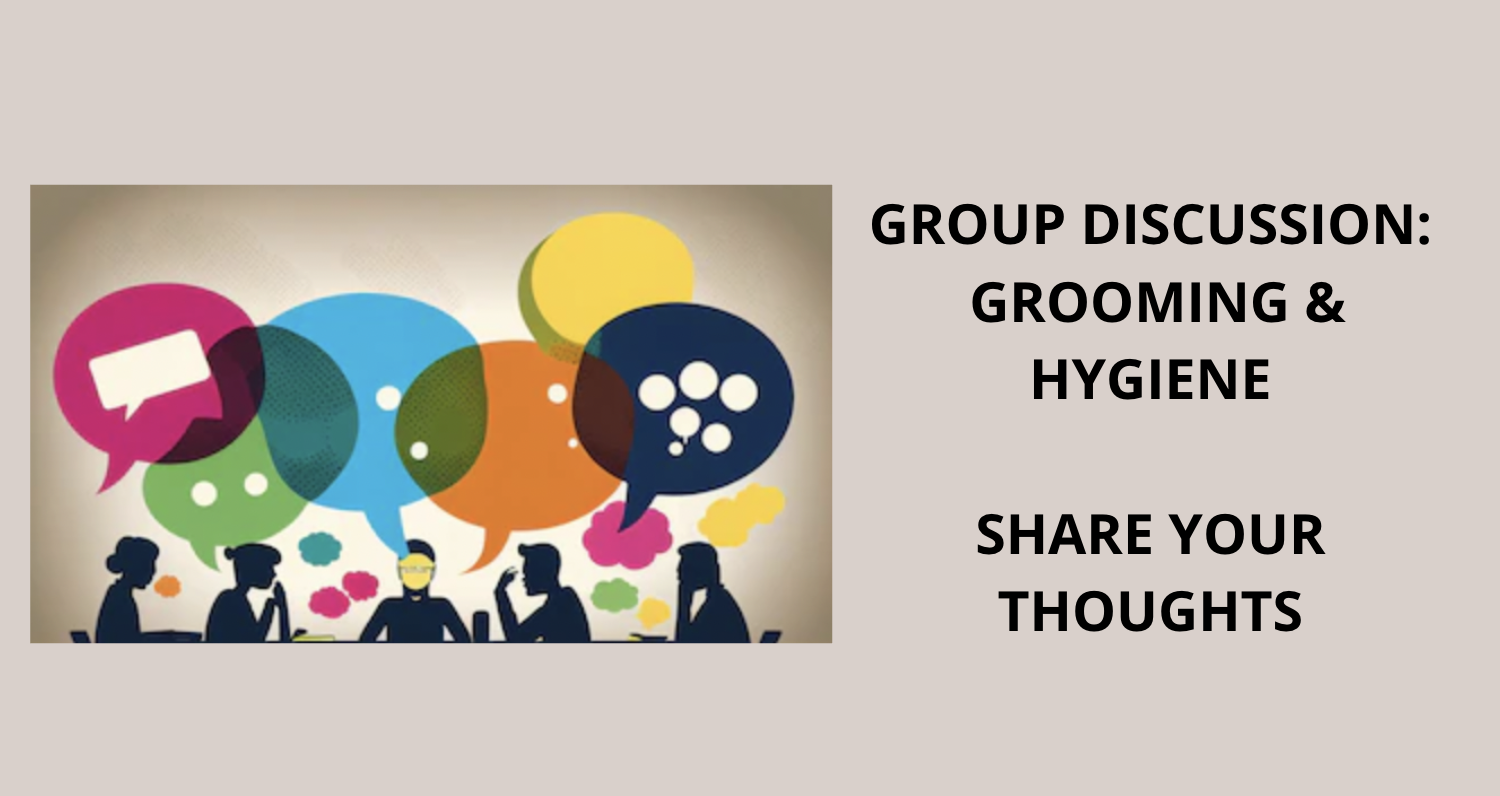 GROUP DISCUSSION:
GROOMING &
HYGIENE
SHARE YOUR
THOUGHTS